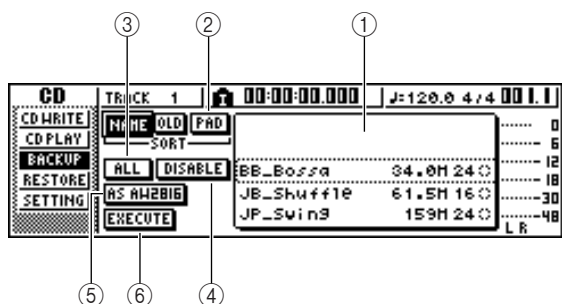 ③ ② ①
CD TRACK 1 00:00:00.000 ♩=120.0 4/4 001.1
CD WRITE NAME OLD PAD 0
CD PLAY SORT 6
BACKUP ALL DISABLE BB_Bossa 34.0M 24 12
RESTORE AS AW2816 JB_Shuffle 61.5M 16 18
SETTING EXECUTE JP_Swing 159M 24 30
48
L R
⑤ ⑥ ④